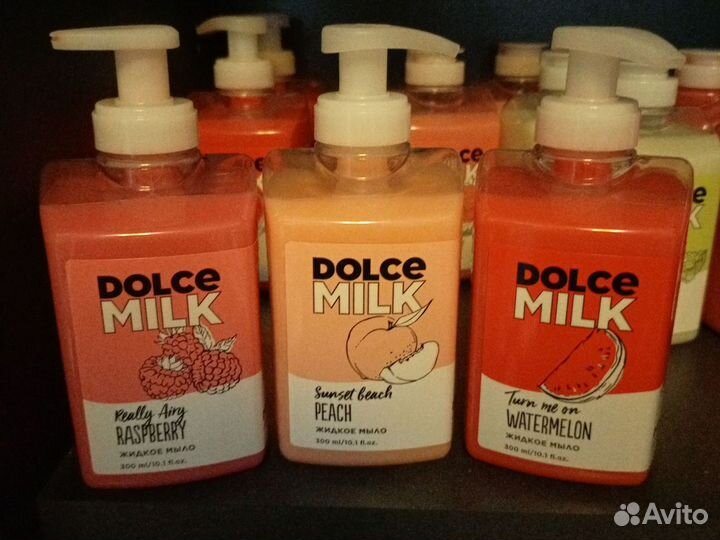 DOLCE
MILK
Really Airy
RASPBERRY
ЖИДКОЕ МЫЛО
300 ml/10.1 fl.oz.
DOLCE
MILK
Sunset beach
PEACH
ЖИДКОЕ МЫЛО
300 ml/10.1 fl.oz.
DOLCE
MILK
Turn me on
WATERMELON
ЖИДКОЕ МЫЛО
300 ml/10.1 fl.oz.
Avito